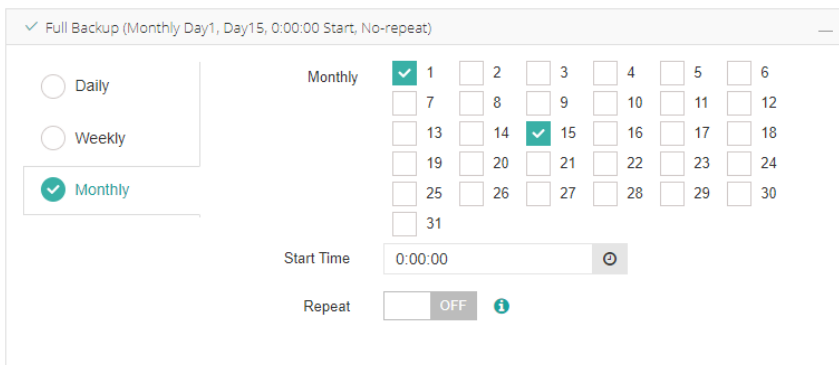 Full Backup (Monthly Day1, Day15, 0:00:00 Start, No-repeat)
Daily
Weekly
Monthly
Monthly
1 2 3 4 5 6
7 8 9 10 11 12
13 14 15 16 17 18
19 20 21 22 23 24
25 26 27 28 29 30
31
Start Time 0:00:00
Repeat OFF